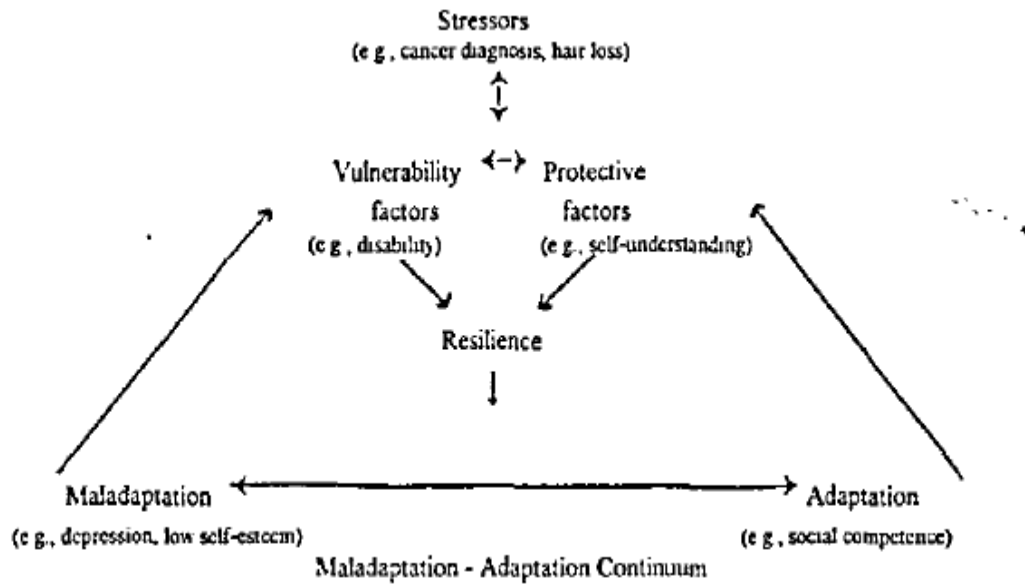 Stressors
(e g , cancer diagnosis, hair loss)
Vulnerability Protective
factors factors
(e g , disability) (e g., self-understanding)
Resilience
Maladaptation Adaptation
(e g., depression, low self-esteem) (e g , social competence)
Maladaptation - Adaptation Continuum